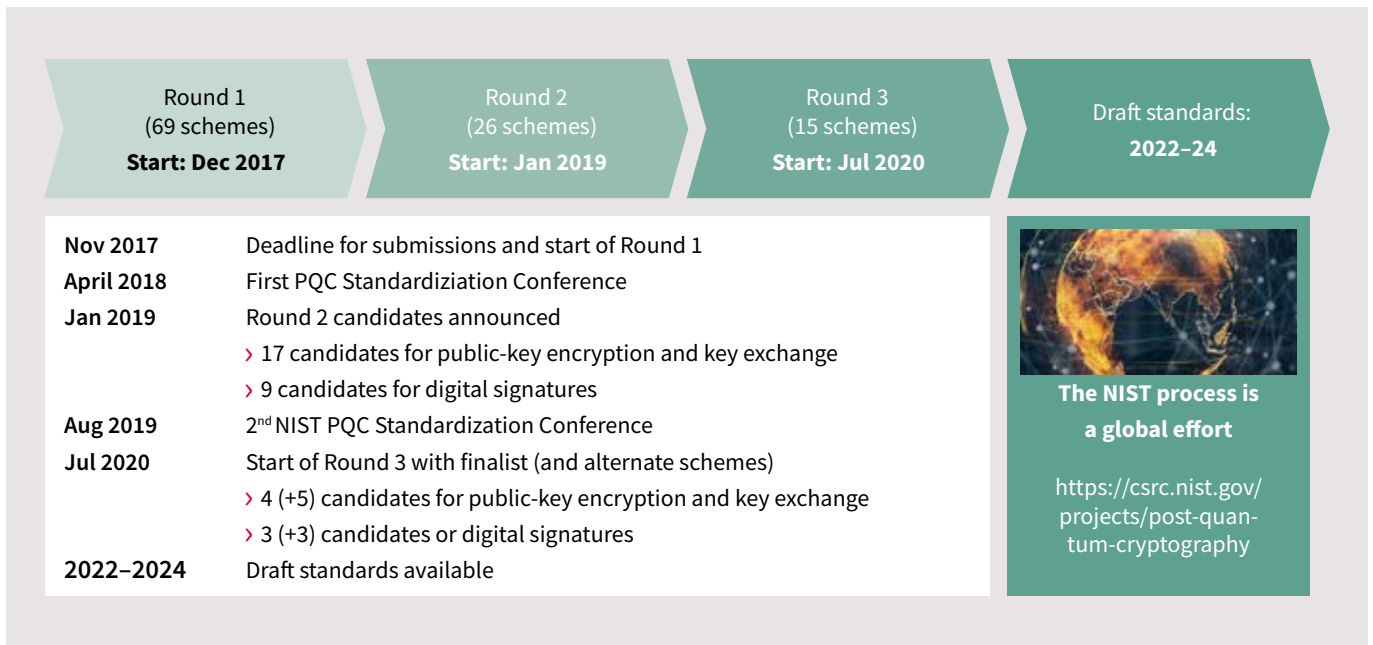 Round 1
(69 schemes)
Start: Dec 2017
Round 2
(26 schemes)
Start: Jan 2019
Round 3
(15 schemes)
Start: Jul 2020
Draft standards:
2022–24
Nov 2017 Deadline for submissions and start of Round 1
April 2018 First PQC Standardiziation Conference
Jan 2019 Round 2 candidates announced
› 17 candidates for public-key encryption and key exchange
› 9 candidates for digital signatures
Aug 2019 2nd NIST PQC Standardization Conference
Jul 2020 Start of Round 3 with finalist (and alternate schemes)
› 4 (+5) candidates for public-key encryption and key exchange
› 3 (+3) candidates or digital signatures
2022–2024 Draft standards available
The NIST process is
a global effort
https://csrc.nist.gov/
projects/post-quan-
tum-cryptography